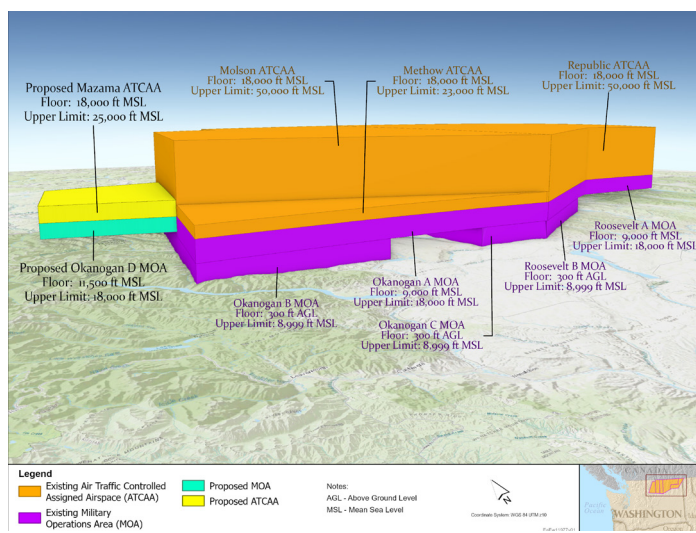 Molson ATCAA
Floor: 18,000 ft MSL
Upper Limit: 50,000 ft MSL
Methow ATCAA
Floor: 18,000 ft MSL
Upper Limit: 23,000 ft MSL
Republic ATCAA
Floor: 18,000 ft MSL
Upper Limit: 50,000 ft MSL
Proposed Mazama ATCAA
Floor: 18,000 ft MSL
Upper Limit: 25,000 ft MSL
Proposed Okanogan D MOA
Floor: 11,500 ft MSL
Upper Limit: 18,000 ft MSL
Okanogan B MOA
Floor: 300 ft AGL
Upper Limit: 8,999 ft MSL
Okanogan A MOA
Floor: 9,000 ft MSL
Upper Limit: 18,000 ft MSL
Okanogan C MOA
Floor: 300 ft AGL
Upper Limit: 8,999 ft MSL
Roosevelt B MOA
Floor: 300 ft AGL
Upper Limit: 8,999 ft MSL
Roosevelt A MOA
Floor: 9,000 ft MSL
Upper Limit: 18,000 ft MSL
Legend
Existing Air Traffic Controlled
Assigned Airspace (ATCAA)
Existing Military
Operations Area (MOA)
Proposed MOA
Proposed ATCAA
Notes:
AGL - Above Ground Level
MSL - Mean Sea Level
N
Coordinate System: WGS 84 UTM
CANADA
Pacific
Ocean
WASHINGTON